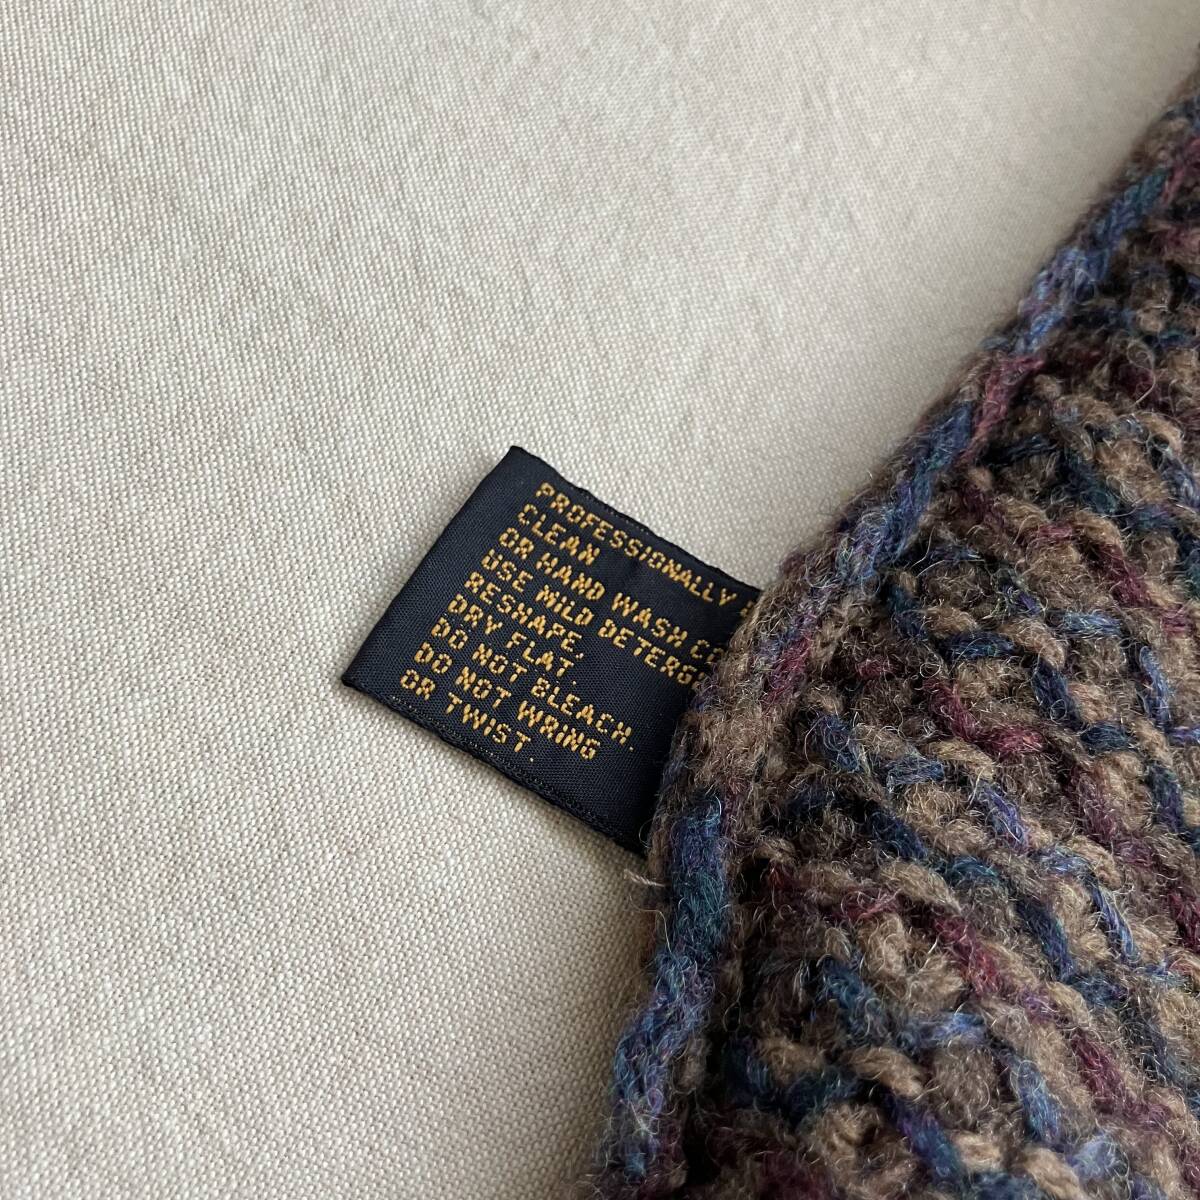 PROFESSIONALLY
CLEAN
OR HAND WASH
USE MILD
RESHAPE,
DRY FLAT.
DO NOT BLEACH.
DO NOT WRING
OR TWIST.